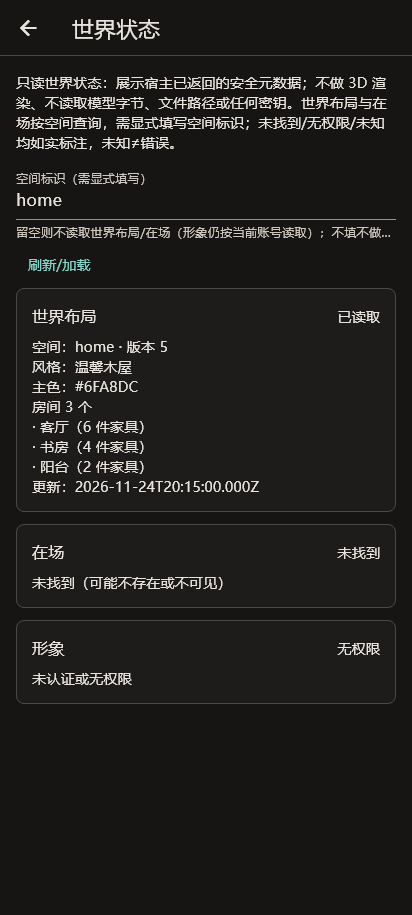 世界状态
只读世界状态：展示宿主已返回的安全元数据；不做 3D 渲
染、不读取模型字节、文件路径或任何密钥。世界布局与在
场按空间查询，需显式填写空间标识；未找到/无权限/未知
均如实标注，未知≠错误。
空间标识（需显式填写）
home
留空则不读取世界布局/在场（形象仍按当前账号读取）；不填不做...
刷新/加载
世界布局 已读取
空间：home · 版本 5
风格：温馨木屋
主色：#6FA8DC
房间 3 个
· 客厅（6 件家具）
· 书房（4 件家具）
· 阳台（2 件家具）
更新：2026-11-24T20:15:00.000Z
在场 未找到
未找到（可能不存在或不可见）
形象 无权限
未认证或无权限